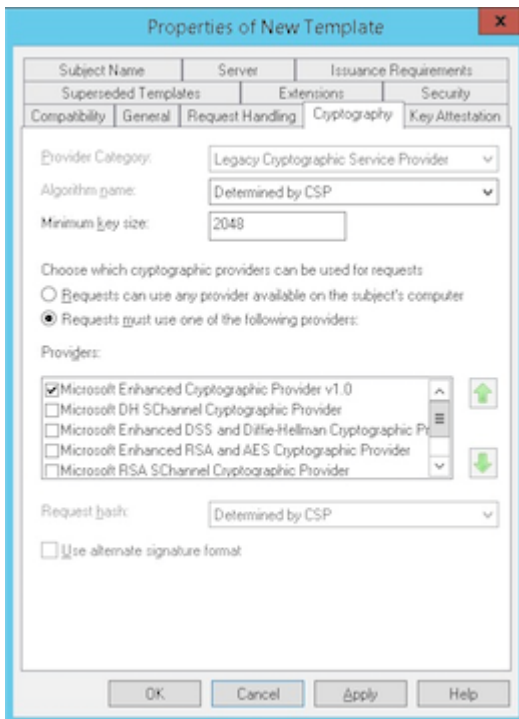 Properties of New Template
x
Subject Name Server Issuance Requirements
Superseded Templates Extensions Security
Compatibility General Request Handling Cryptography Key Attestation
Provider Category: Legacy Cryptographic Service Provider
Algorithm name: Determined by CSP
Minimum key size: 2048
Choose which cryptographic providers can be used for requests
Requests can use any provider available on the subject's computer
Requests must use one of the following providers:
Providers:
Microsoft Enhanced Cryptographic Provider v1.0
Microsoft DH SChannel Cryptographic Provider
Microsoft Enhanced DSS and Diffie-Hellman Cryptographic Pr
Microsoft Enhanced RSA and AES Cryptographic Provider
Microsoft RSA SChannel Cryptographic Provider
Request hash: Determined by CSP
Use alternate signature format
OK Cancel Apply Help